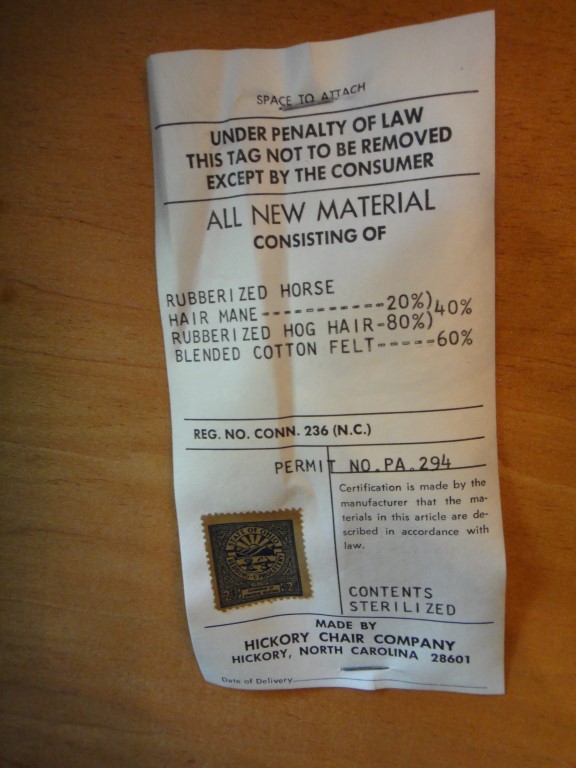 SPACE TO ATTACH
UNDER PENALTY OF LAW
THIS TAG NOT TO BE REMOVED
EXCEPT BY THE CONSUMER
ALL NEW MATERIAL
CONSISTING OF
RUBBERIZED HORSE
HAIR MANE-----------20%)40%
RUBBERIZED HOG HAIR-80%)
BLENDED COTTON FELT-----60%
REG. NO. CONN. 236 (N.C.)
PERMIT NO.PA.294
Certification is made by the
manufacturer that the ma-
terials in this article are de-
scribed in accordance with
law.
STATE OF OHIO
CONTENTS
STERILIZED
MADE BY
HICKORY CHAIR COMPANY
HICKORY, NORTH CAROLINA 28601
Date of Delivery